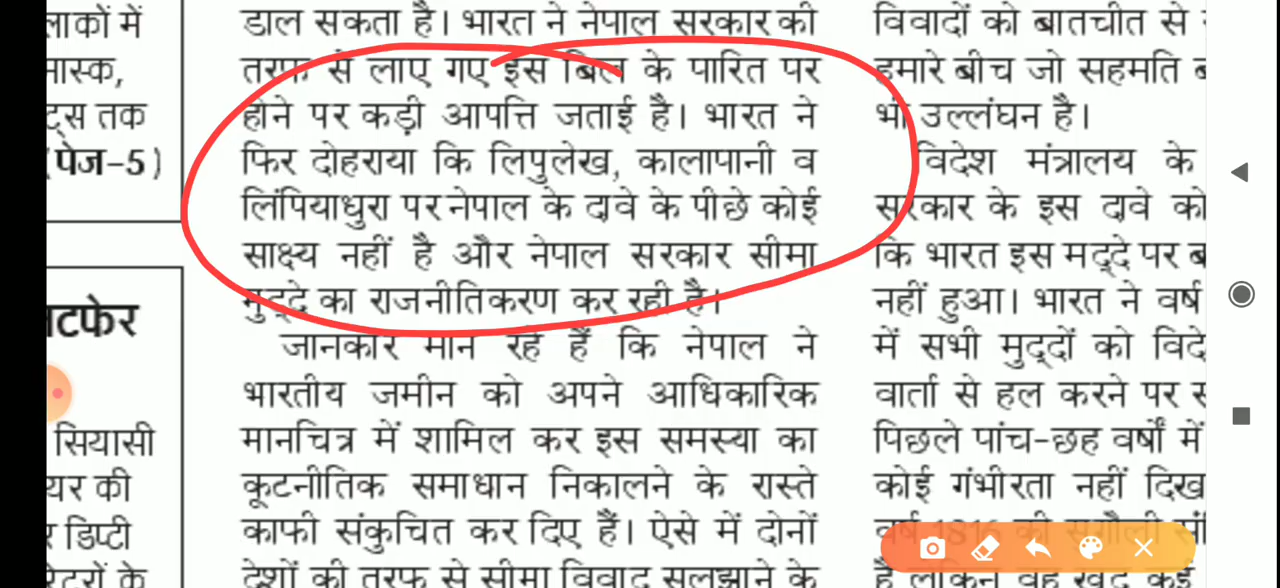 लाकों में
मास्क,
ट्स तक
(पेज-5)
टफेर
सियासी
यर की
र डिप्टी
डाल सकता है। भारत ने नेपाल सरकार की
तरफ से लाए गए इस बिल के पारित पर
होने पर कड़ी आपत्ति जताई है। भारत ने
फिर दोहराया कि लिपुलेख, कालापानी व
लिंपियाधुरा पर नेपाल के दावे के पीछे कोई
साक्ष्य नहीं है और नेपाल सरकार सीमा
मुद्दे का राजनीतिकरण कर रही है।
जानकार मान रहे हैं कि नेपाल ने
भारतीय जमीन को अपने आधिकारिक
मानचित्र में शामिल कर इस समस्या का
कूटनीतिक समाधान निकालने के रास्ते
काफी संकुचित कर दिए हैं। ऐसे में दोनों
देशों की तरफ से सीमा विवाद सुलझाने के
विवादों को बातचीत से
हमारे बीच जो सहमति
भी उल्लंघन है।
विदेश मंत्रालय के
सरकार के इस दावे को
कि भारत इस मद्दे पर
नहीं हुआ। भारत ने वर्ष
में सभी मुद्दों को विदे
वार्ता से हल करने पर
पिछले पांच-छह वर्षों में
कोई गंभीरता नहीं दिख
वर्ष 1816 की सुगौली